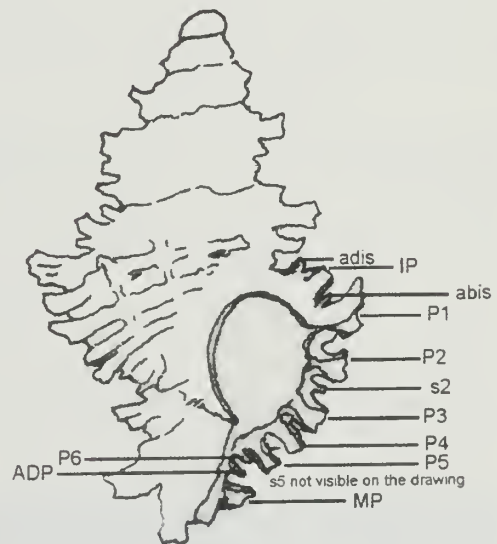 adis
IP
abis
P1
P2
s2
P3
P4
P6
P5
ADP
s5 not visible on the drawing
MP